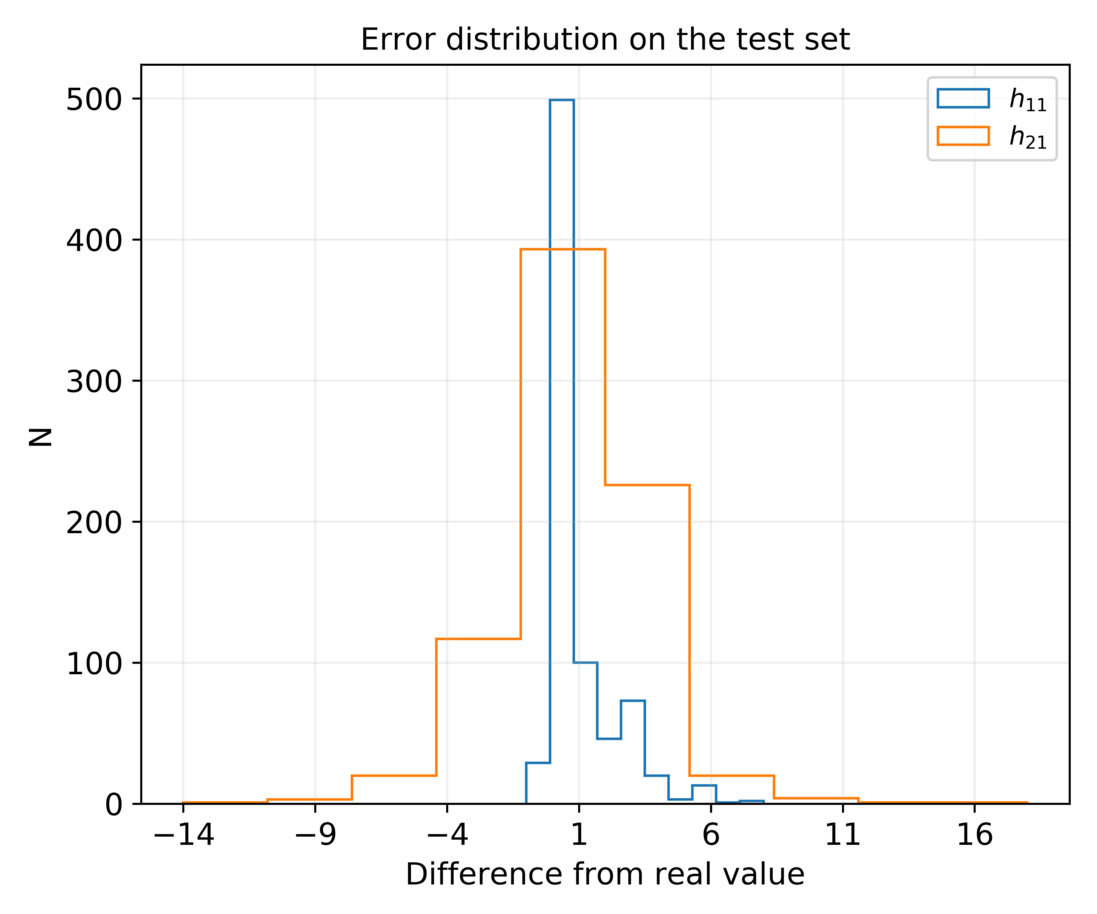 Error distribution on the test set
500
400
300
200
100
0
N
h₁₁
h₂₁
−14 −9 −4 1 6 11 16
Difference from real value